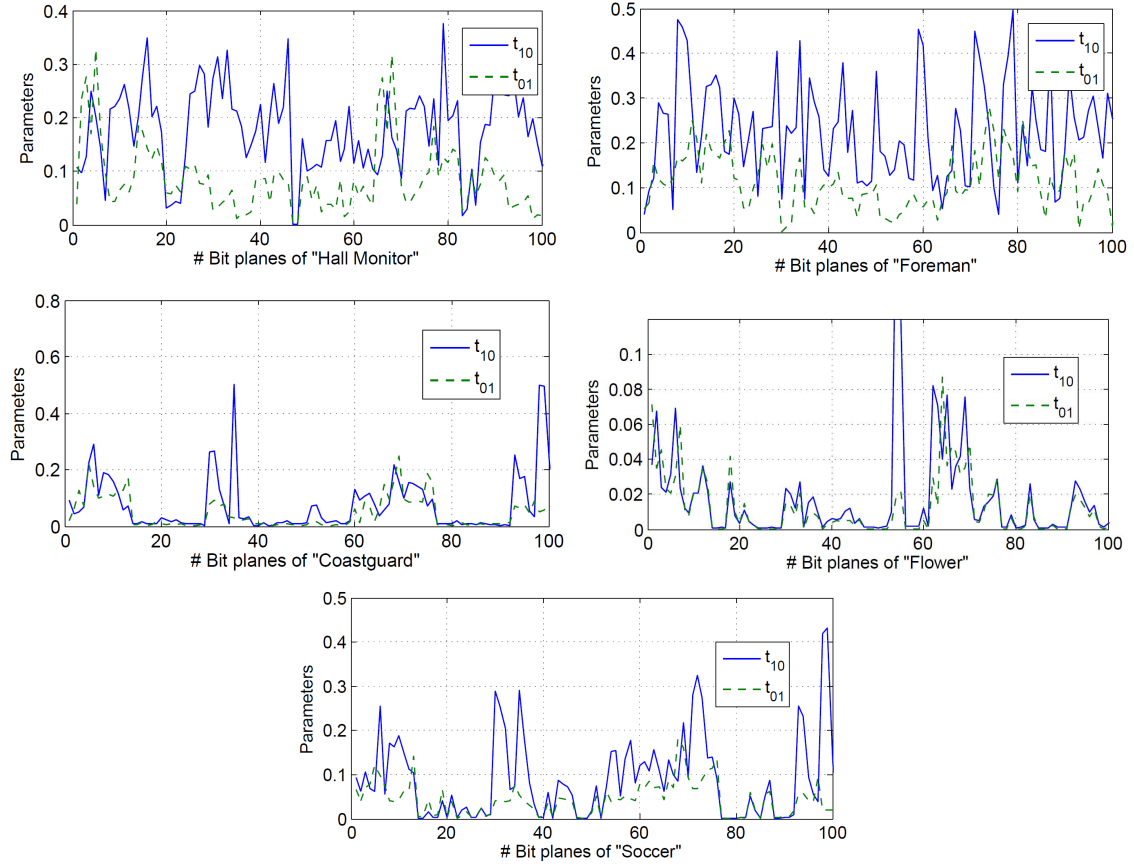 0.4
0.3
0.2
0.1
0
Parameters
0 20 40 60 80 100
# Bit planes of "Hall Monitor"
t10
t01
0.5
0.4
0.3
0.2
0.1
0
Parameters
0 20 40 60 80 100
# Bit planes of "Foreman"
t10
t01
0.8
0.6
0.4
0.2
0
Parameters
0 20 40 60 80 100
# Bit planes of "Coastguard"
t10
t01
0.1
0.08
0.06
0.04
0.02
0
Parameters
0 20 40 60 80 100
# Bit planes of "Flower"
t10
t01
0.5
0.4
0.3
0.2
0.1
0
Parameters
0 20 40 60 80 100
# Bit planes of "Soccer"
t10
t01